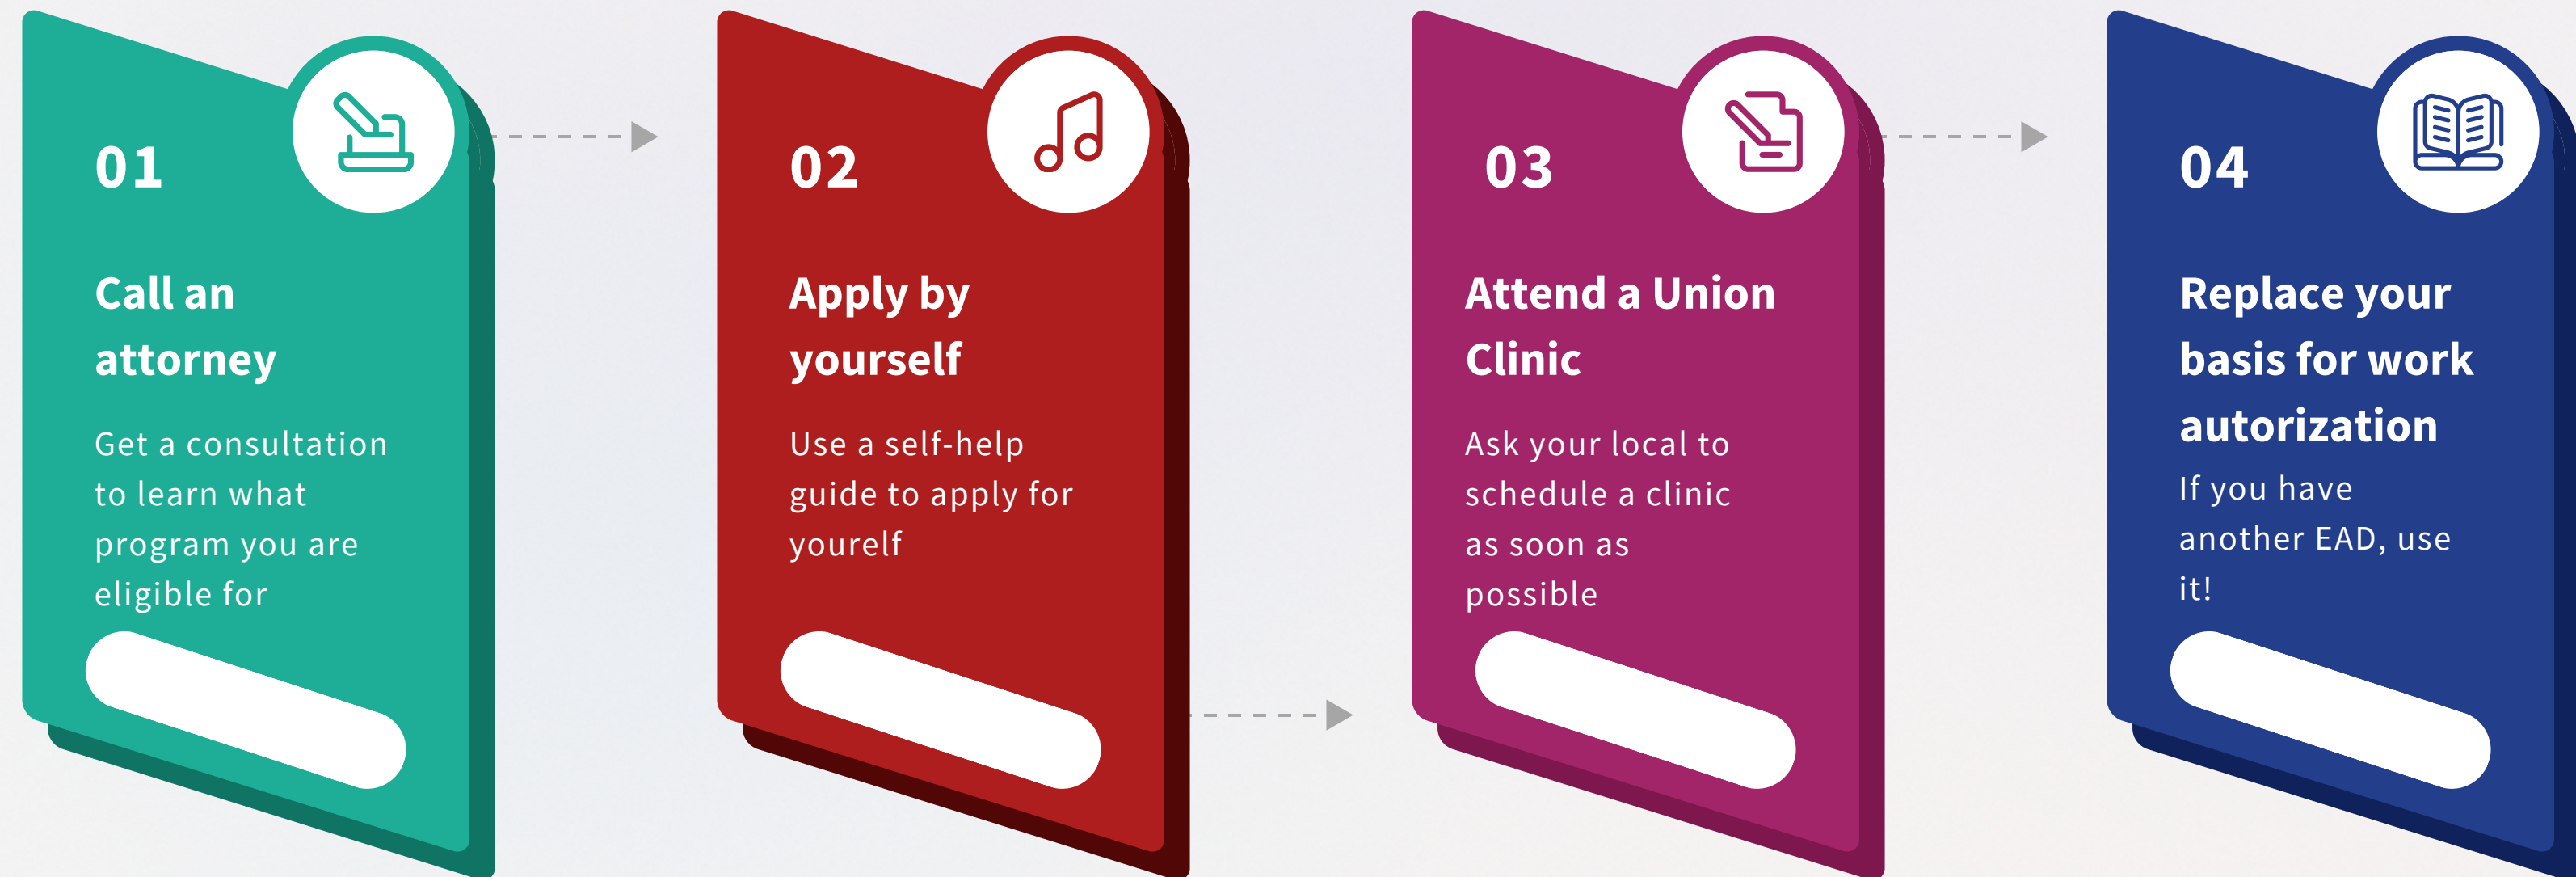 01
Call an
attorney
Get a consultation
to learn what
program you are
eligible for
02
Apply by
yourself
Use a self-help
guide to apply for
yourelf
03
Attend a Union
Clinic
Ask your local to
schedule a clinic
as soon as
possible
04
Replace your
basis for work
autorization
If you have
another EAD, use
it!